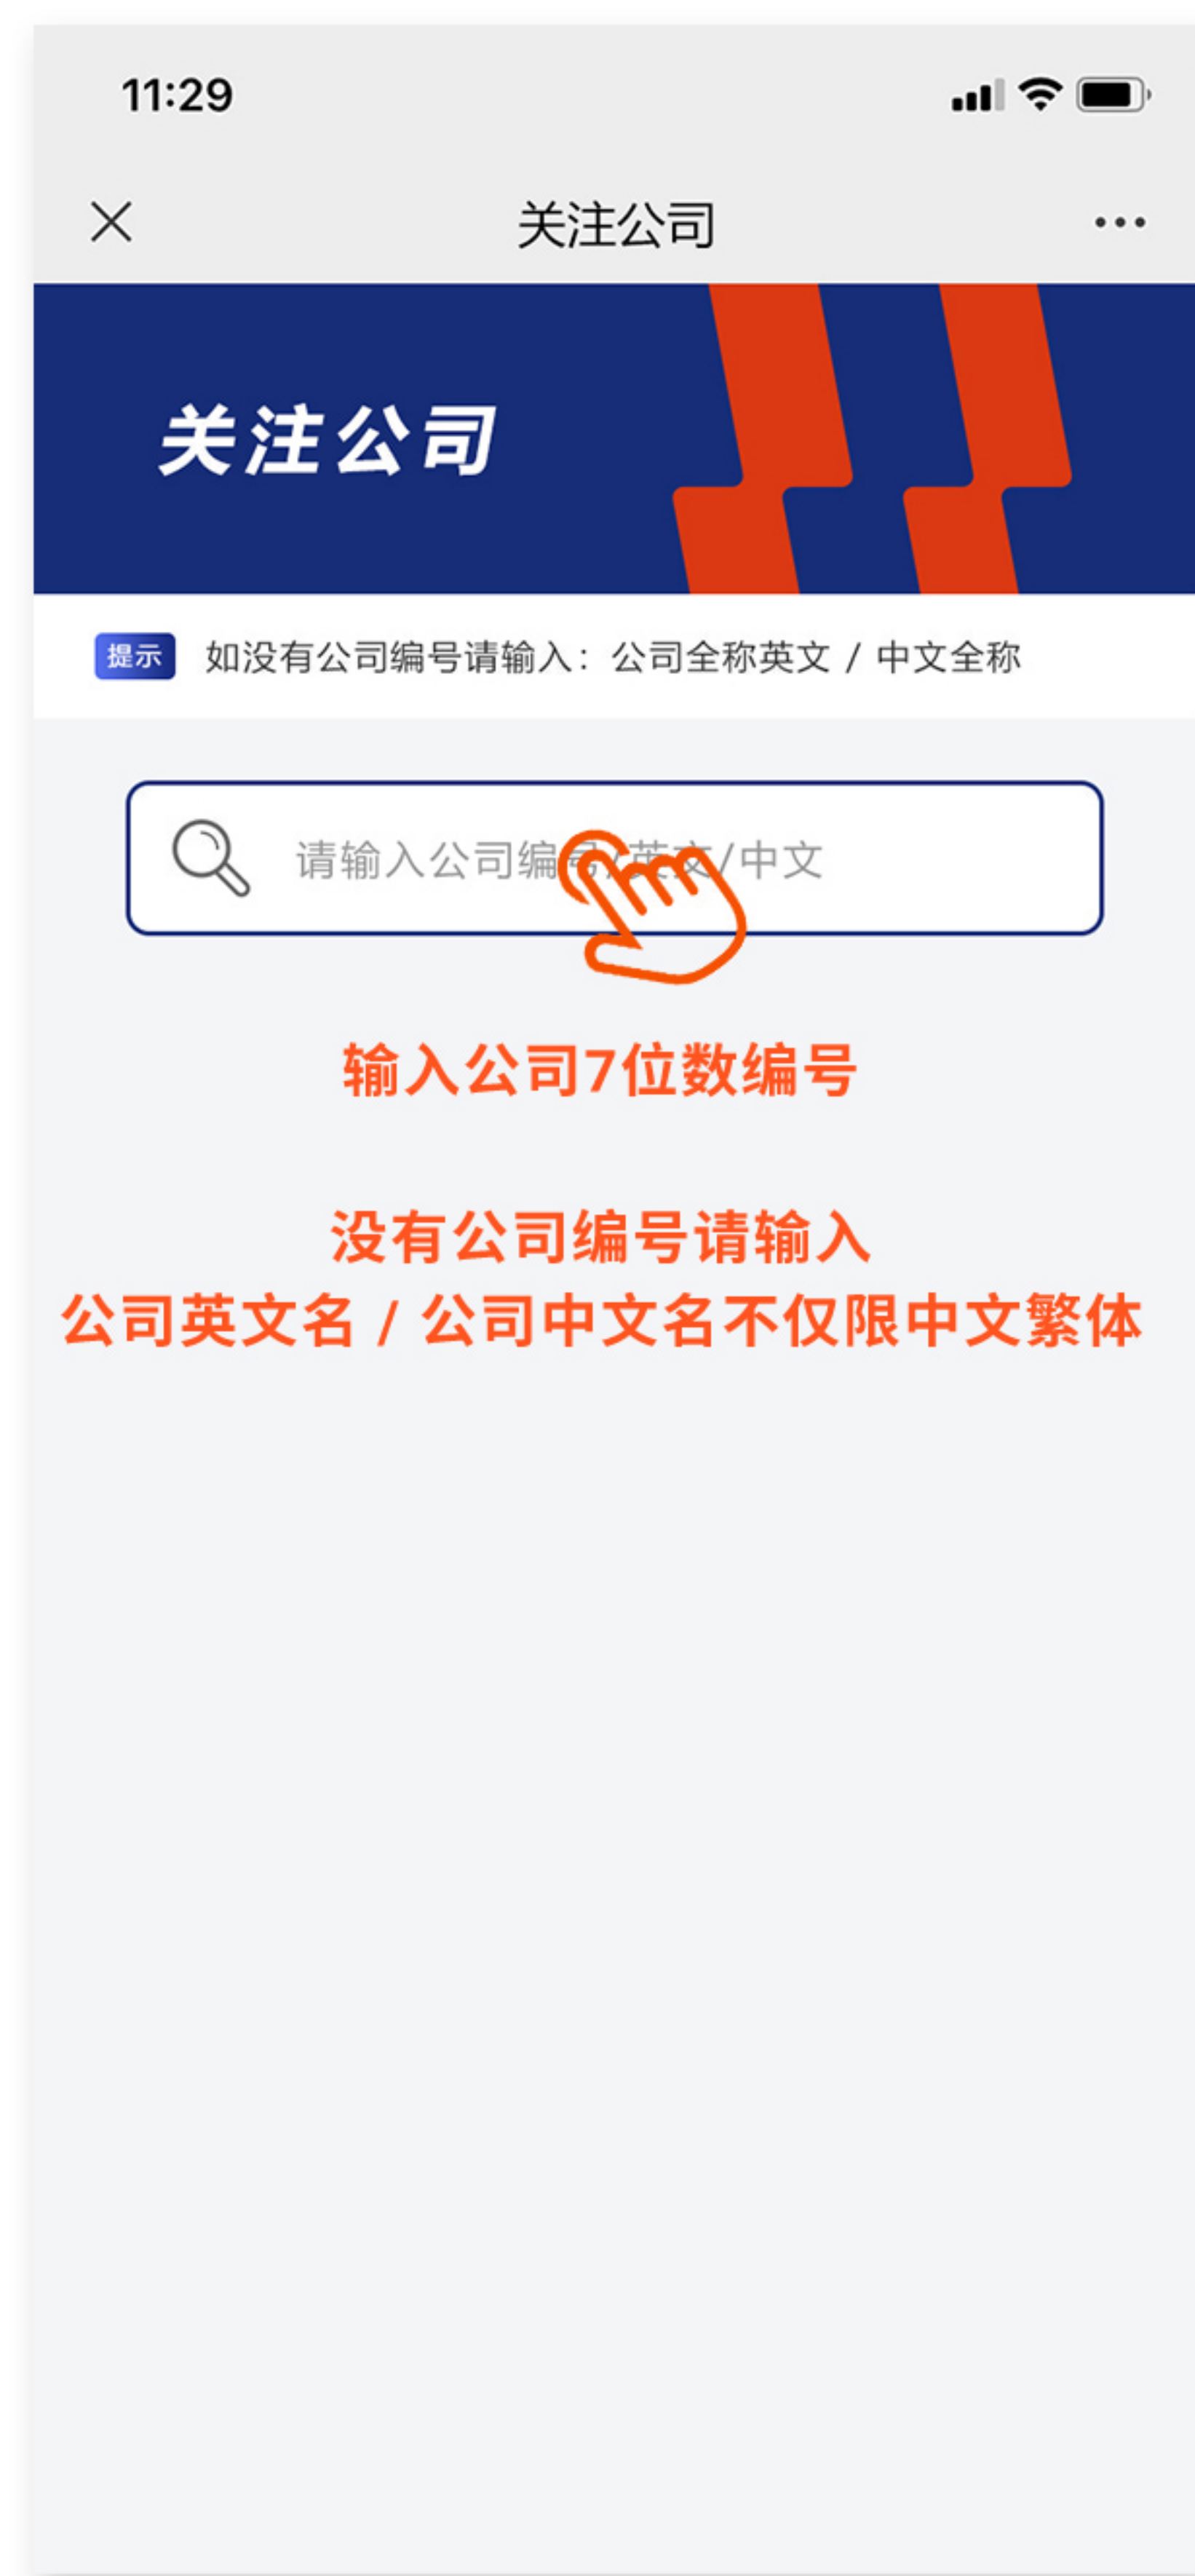 11:29
关注公司
关注公司
提示 如没有公司编号请输入：公司全称英文 / 中文全称
请输入公司编号/英文/中文
输入公司7位数编号
没有公司编号请输入
公司英文名 / 公司中文名不仅限中文繁体